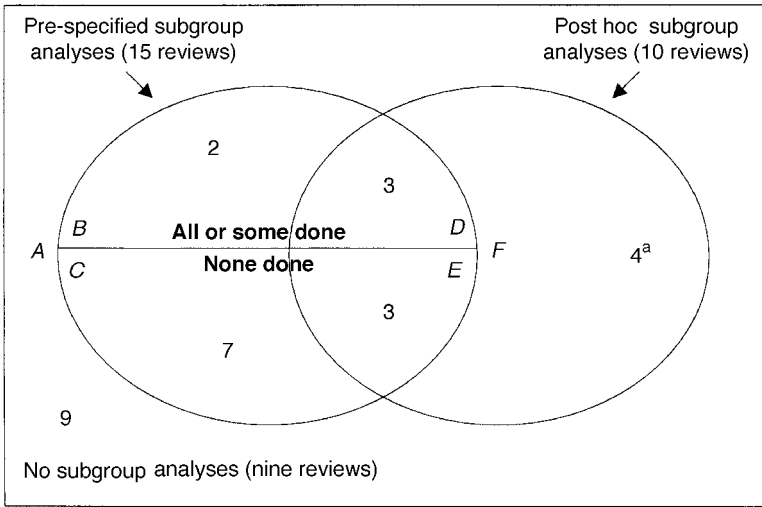 Pre-specified subgroup
analyses (15 reviews)
Post hoc subgroup
analyses (10 reviews)
2
3
B
All or some done
D
A
F
4ª
C
None done
E
3
7
9
No subgroup analyses (nine reviews)